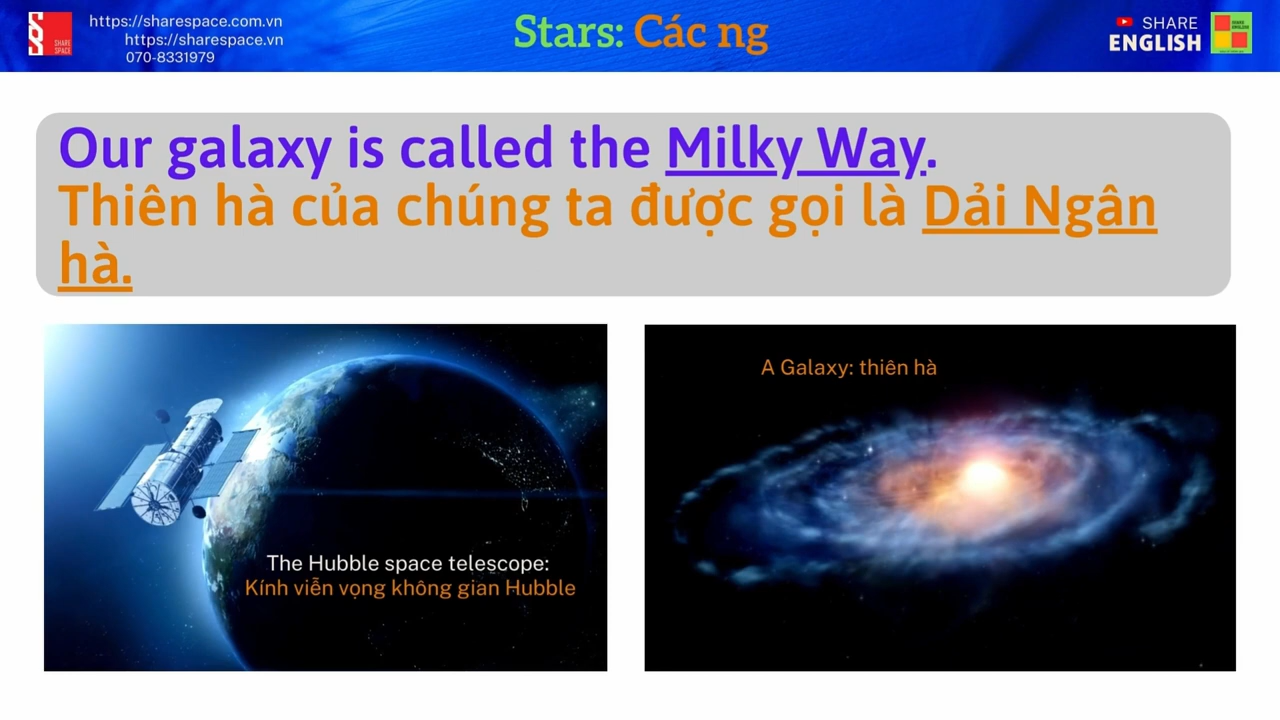 https://sharespace.com.vn
https://sharespace.vn
070-8331979
SHARE
SPACE
Stars: Các ng
SHARE
ENGLISH
Our galaxy is called the Milky Way.
Thiên hà của chúng ta được gọi là Dải Ngân
hà.
A Galaxy: thiên hà
The Hubble space telescope:
Kính viễn vọng không gian Hubble